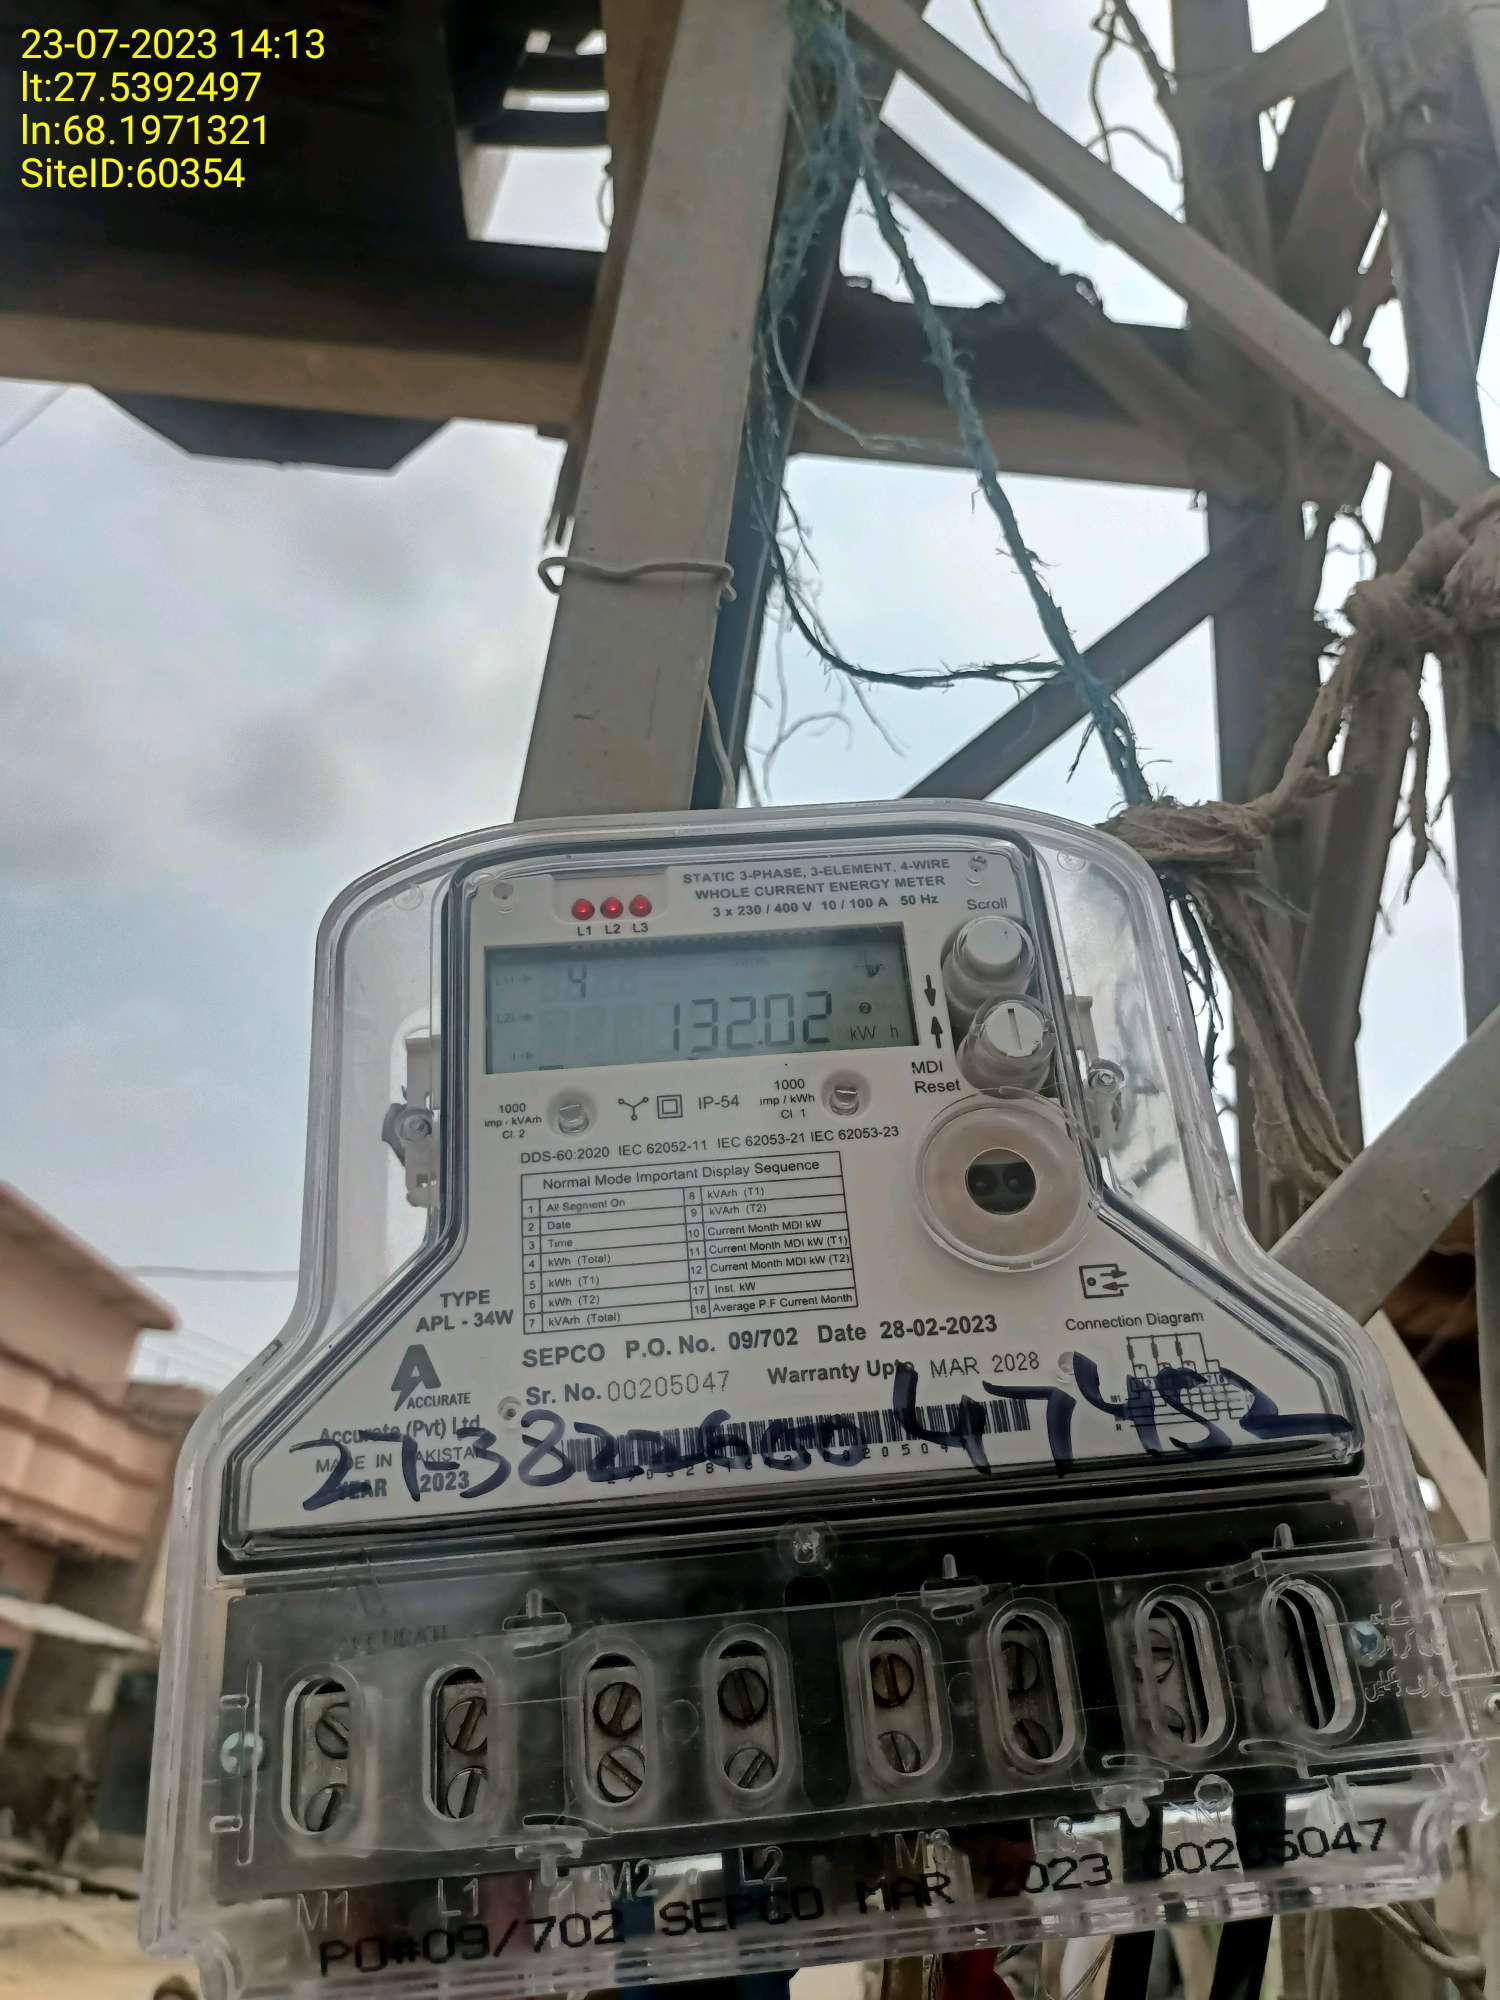 23-07-2023 14:13
lt:27.5392497
ln:68.1971321
SiteID:60354
STATIC 3-PHASE, 3-ELEMENT, 4-WIRE
WHOLE CURRENT ENERGY METER
3 x 230 / 400 V 10 / 100 A 50 Hz
Scroll
L1 L2 L3
4
132.02
kW h
MDI
Reset
1000
imp / kVArh
Cl. 2
IP-54
1000
imp / kWh
Cl. 1
DDS-60:2020 IEC 62052-11 IEC 62053-21 IEC 62053-23
Normal Mode Important Display Sequence
1 All Segment On
2 Date
3 Time
4 kWh (Total)
5 kWh (T1)
6 kWh (T2)
7 kVArh (Total)
8 kVArh (T1)
9 kVArh (T2)
10 Current Month MDI kW
11 Current Month MDI kW (T1)
12 Current Month MDI kW (T2)
17 Inst. kW
18 Average P.F Current Month
TYPE
APL - 34W
ACCURATE
Accurate (Pvt) Ltd
MADE IN PAKISTAN
YEAR 2023
SEPCO P.O. No. 09/702 Date 28-02-2023
Sr. No. 00205047 Warranty Upto MAR 2028
Connection Diagram
ACCURATE
M1 L1 M2 L2 M3
PO#09/702 SEPCO MAR 2023 00205047